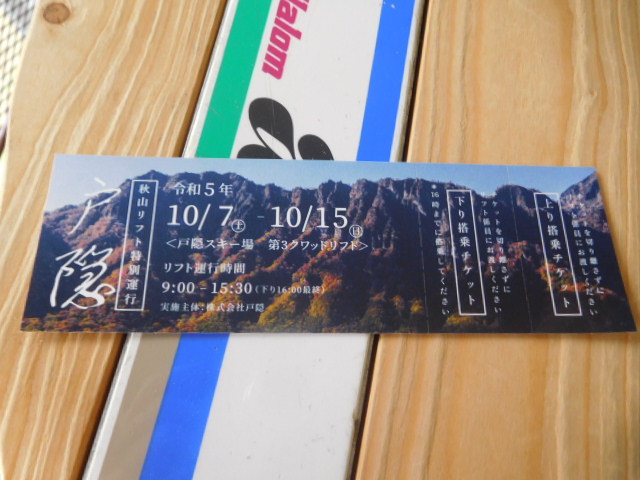 alom
戸隠
秋山リフト特別運行
令和5年
10/7㊏ - 10/15㊐
<戸隠スキー場 第3クワッドリフト>
リフト運行時間
9:00 - 15:30(下り16:00最終)
実施主体:株式会社戸隠
上り搭乗チケット
を切り離さずに
係員にお渡しください
下り搭乗チケット
ケットを切り離さずに
フト係員にお渡しください
*16時までに搭乗してください